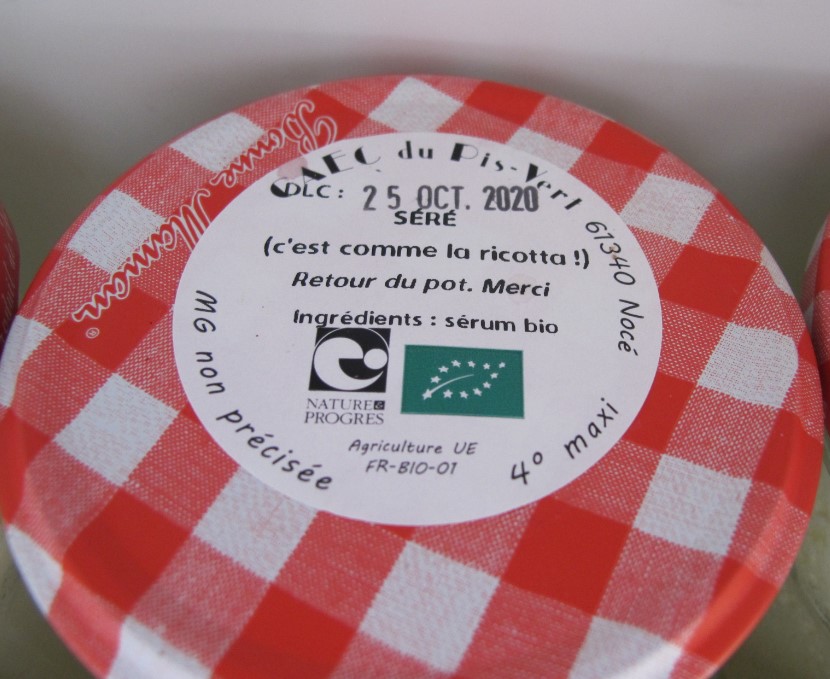 Bonne Maman®
GAEC du Pis-Vert
61340 Nocé
DLC : 25 OCT. 2020
SÉRÉ
(c'est comme la ricotta !)
Retour du pot. Merci
Ingrédients : sérum bio
NATURE &
PROGRES
Agriculture UE
FR-BIO-01
MG non précisée
4° maxi